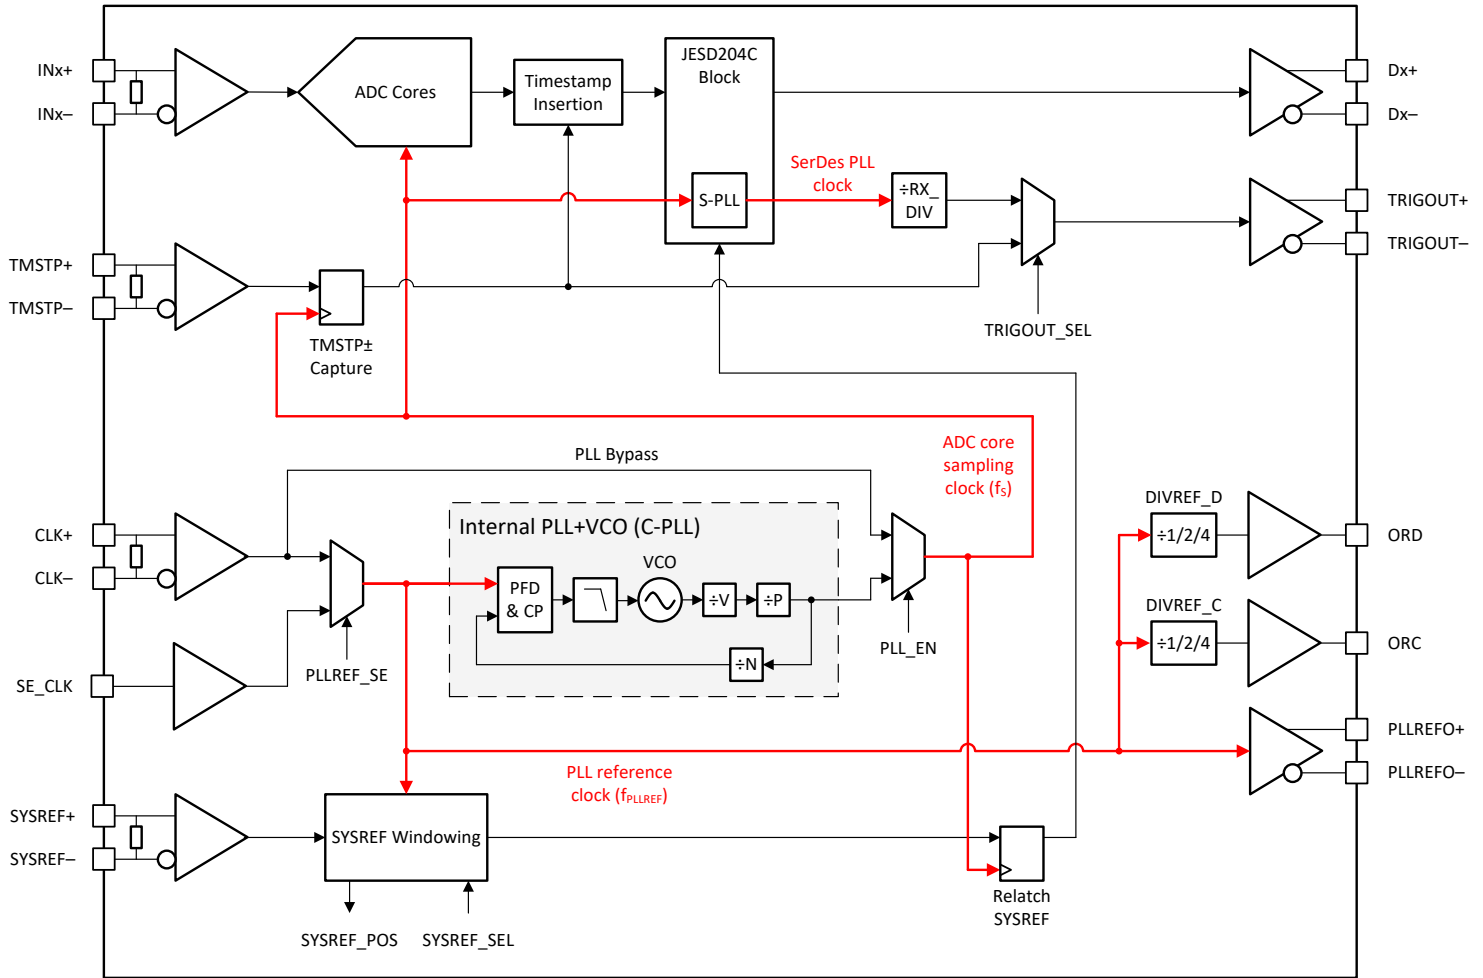 INx+
INx–
ADC Cores
Timestamp
Insertion
JESD204C
Block
Dx+
Dx–
SerDes PLL
clock
S-PLL
÷RX_
DIV
TRIGOUT+
TRIGOUT–
TMSTP+
TMSTP–
TMSTP±
Capture
TRIGOUT_SEL
PLL Bypass
ADC core
sampling
clock (fS)
CLK+
CLK–
Internal PLL+VCO (C-PLL)
VCO
PFD
& CP
÷V
÷P
÷N
PLLREF_SE
PLL_EN
DIVREF_D
÷1/2/4
ORD
DIVREF_C
÷1/2/4
ORC
SE_CLK
PLLREFO+
PLLREFO–
PLL reference
clock (fPLLREF)
SYSREF+
SYSREF–
SYSREF Windowing
Relatch
SYSREF
SYSREF_POS
SYSREF_SEL